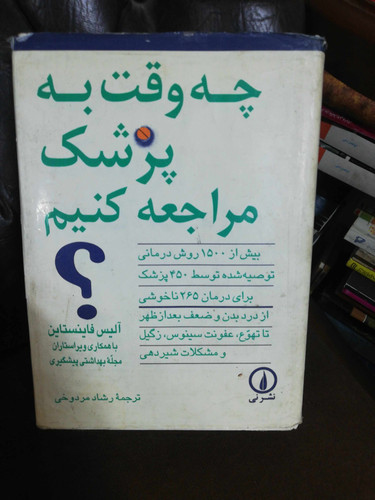 چه وقت به
پزشک
مراجعه کنیم
؟
بیش از ۱۵۰۰ روش درمانی
توصیه‌شده توسط ۴۵۰ پزشک
برای درمان ۲۶۵ ناخوشی
از درد بدن و ضعف بعدازظهر
تا تهوّع، عفونت سینوس، زگیل
و مشکلات شیردهی
آلیس فاینستاین
با همکاری ویراستاران
مجلهٔ بهداشتی پیشگیری
ترجمهٔ رشاد مردوخی
نشر نی